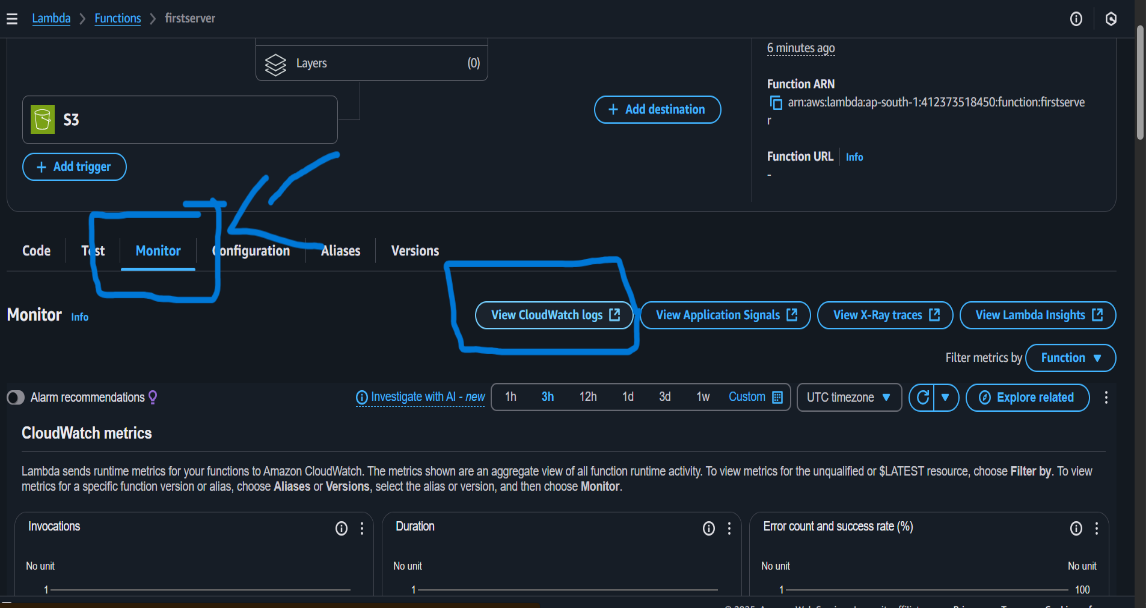 Lambda > Functions > firstserver
Layers (0)
6 minutes ago
Function ARN
arn:aws:lambda:ap-south-1:412373518450:function:firstserve
r
S3
+ Add destination
+ Add trigger
Function URL Info
-
Code Test Monitor Configuration Aliases Versions
Monitor Info
View CloudWatch logs View Application Signals View X-Ray traces View Lambda Insights
Filter metrics by Function
Alarm recommendations Investigate with AI - new 1h 3h 12h 1d 3d 1w Custom UTC timezone Explore related
CloudWatch metrics
Lambda sends runtime metrics for your functions to Amazon CloudWatch. The metrics shown are an aggregate view of all function runtime activity. To view metrics for the unqualified or $LATEST resource, choose Filter by. To view
metrics for a specific function version or alias, choose Aliases or Versions, select the alias or version, and then choose Monitor.
Invocations Duration Error count and success rate (%)
No unit No unit No unit No unit
1 1 1 100